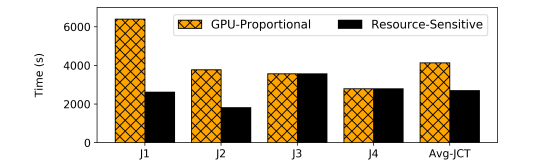 GPU-Proportional Resource-Sensitive
Time (s)
6000
4000
2000
0
J1 J2 J3 J4 Avg-JCT